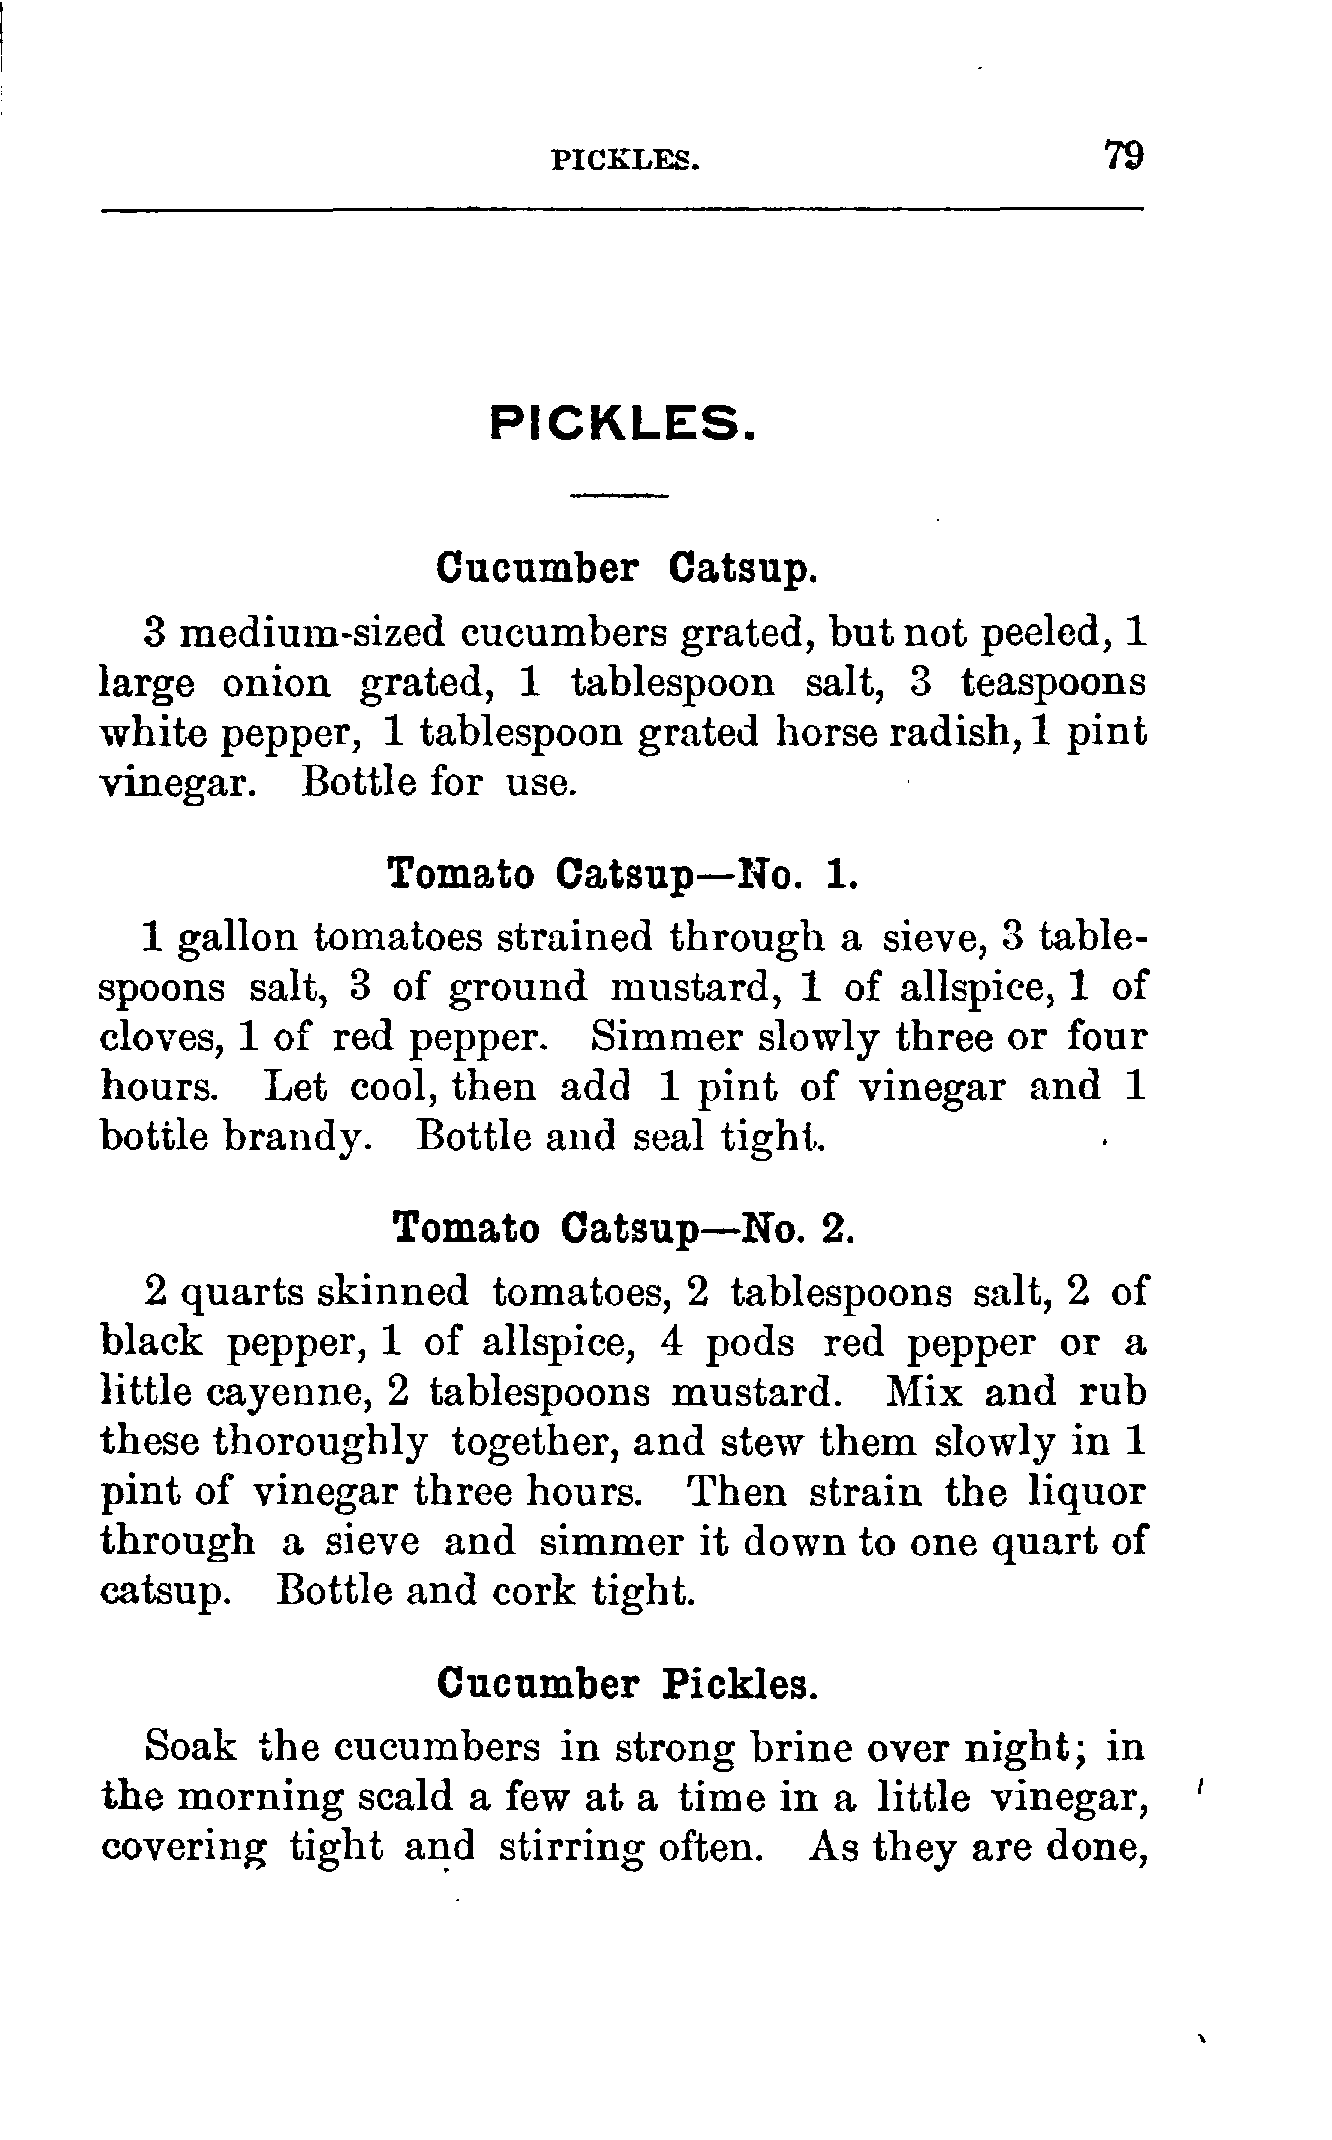 PICKLES. 79
PICKLES.
Cucumber Catsup.
3 medium-sized cucumbers grated, but not peeled, 1
large onion grated, 1 tablespoon salt, 3 teaspoons
white pepper, 1 tablespoon grated horse radish, 1 pint
vinegar. Bottle for use.
Tomato Catsup—No. 1.
1 gallon tomatoes strained through a sieve, 3 table-
spoons salt, 3 of ground mustard, 1 of allspice, 1 of
cloves, 1 of red pepper. Simmer slowly three or four
hours. Let cool, then add 1 pint of vinegar and 1
bottle brandy. Bottle and seal tight.
Tomato Catsup—No. 2.
2 quarts skinned tomatoes, 2 tablespoons salt, 2 of
black pepper, 1 of allspice, 4 pods red pepper or a
little cayenne, 2 tablespoons mustard. Mix and rub
these thoroughly together, and stew them slowly in 1
pint of vinegar three hours. Then strain the liquor
through a sieve and simmer it down to one quart of
catsup. Bottle and cork tight.
Cucumber Pickles.
Soak the cucumbers in strong brine over night; in
the morning scald a few at a time in a little vinegar,
covering tight and stirring often. As they are done,